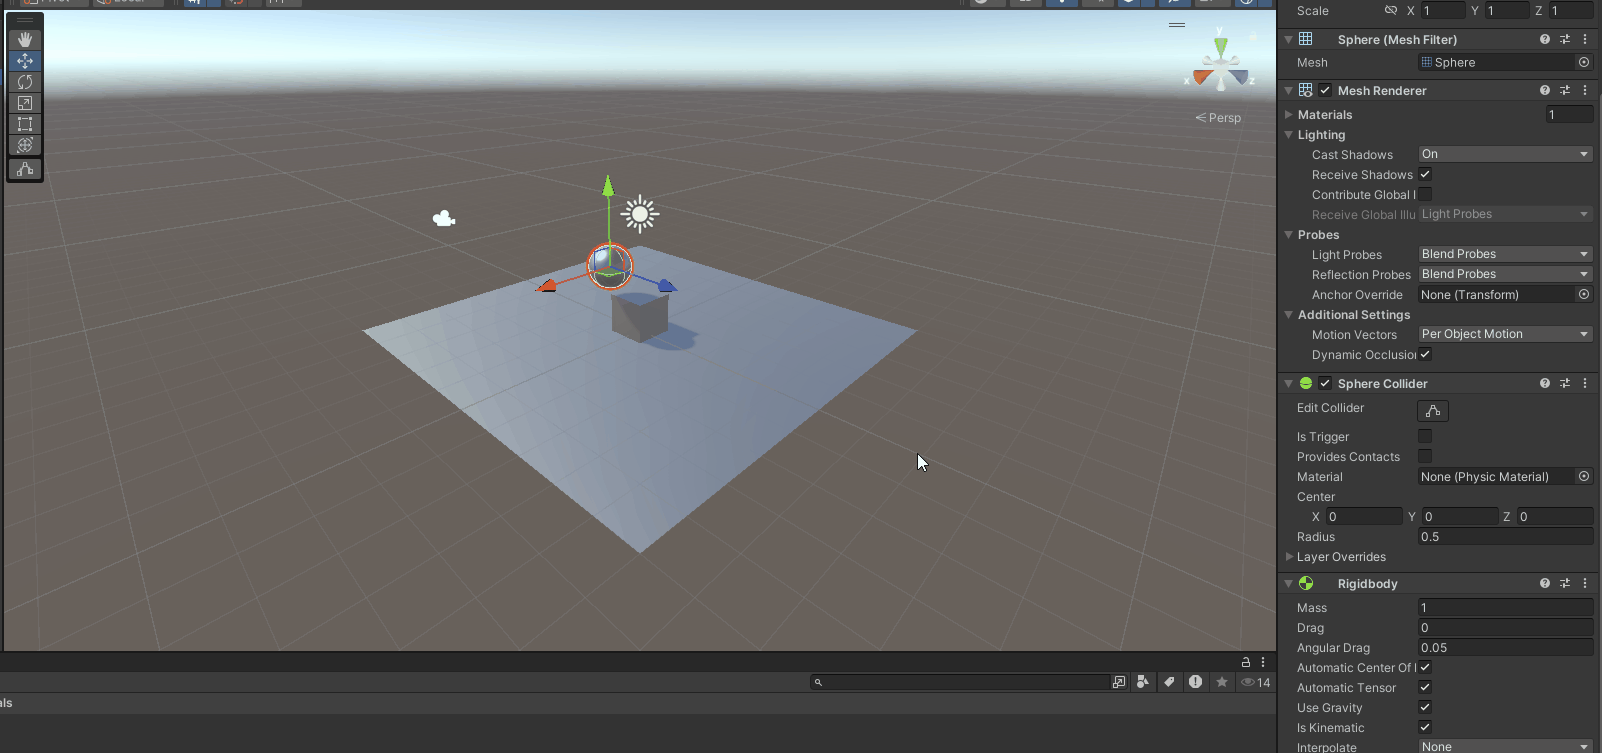 Scale X 1 Y 1 Z 1
Sphere (Mesh Filter)
Mesh Sphere
Mesh Renderer
Materials 1
Lighting
Cast Shadows On
Receive Shadows
Contribute Global I
Receive Global Illu Light Probes
Probes
Light Probes Blend Probes
Reflection Probes Blend Probes
Anchor Override None (Transform)
Additional Settings
Motion Vectors Per Object Motion
Dynamic Occlusion
Sphere Collider
Edit Collider
Is Trigger
Provides Contacts
Material None (Physic Material)
Center
X 0 Y 0 Z 0
Radius 0.5
Layer Overrides
Rigidbody
Mass 1
Drag 0
Angular Drag 0.05
Automatic Center Of
Automatic Tensor
Use Gravity
Is Kinematic
Interpolate None
y
x z
Persp
14
als